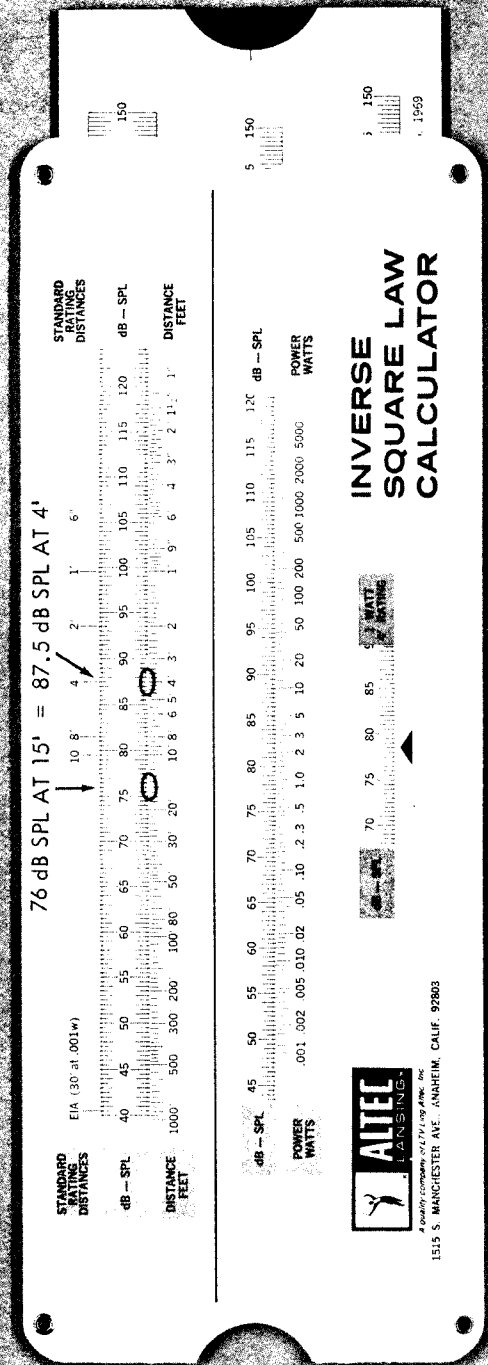 76 dB SPL AT 15' = 87.5 dB SPL AT 4'
STANDARD RATING DISTANCES
EIA (30' at .001w) 10 8' 4' 2' 1' 6"
STANDARD RATING DISTANCES
dB – SPL 40 45 50 55 60 65 70 75 80 85 90 95 100 105 110 115 120 dB – SPL
150
DISTANCE FEET 1000 500 300 200 100 80 50 30 20 10 8 6 5 4 3 2 1' 9" 6 4 3" 2 1" DISTANCE FEET
dB – SPL 45 50 55 60 65 70 75 80 85 90 95 100 105 110 115 120 dB – SPL
5 150
POWER WATTS .001 .002 .005 .010 .02 .05 .10 .2 .3 .5 1.0 2 3 5 10 20 50 100 200 500 1000 2000 5000 POWER WATTS
dB – SPL 70 75 80 85 9 WATT RATING
5 150
1969
INVERSE
SQUARE LAW
CALCULATOR
ALTEC
LANSING
A quality company of LTV Ling Altec, Inc.
1515 S. MANCHESTER AVE. ANAHEIM, CALIF. 92803